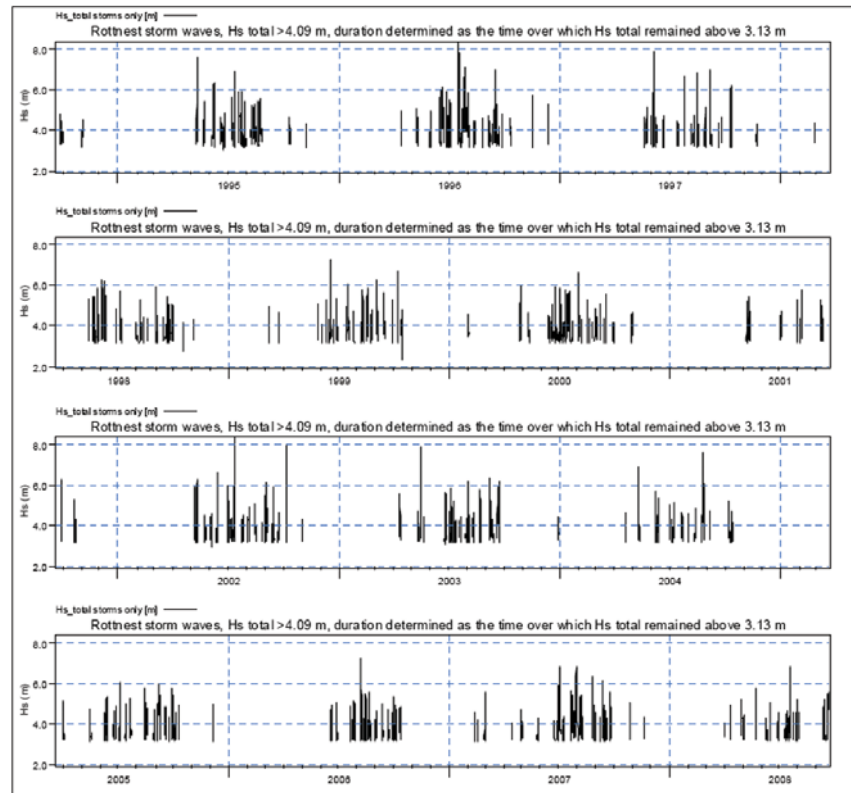 Hs_total storms only [m]
Rottnest storm waves, Hs total >4.09 m, duration determined as the time over which Hs total remained above 3.13 m
8.0
6.0
4.0
2.0
Hs (m)
1995 1996 1997
Hs_total storms only [m]
Rottnest storm waves, Hs total >4.09 m, duration determined as the time over which Hs total remained above 3.13 m
8.0
6.0
4.0
2.0
Hs (m)
1998 1999 2000 2001
Hs_total storms only [m]
Rottnest storm waves, Hs total >4.09 m, duration determined as the time over which Hs total remained above 3.13 m
8.0
6.0
4.0
2.0
Hs (m)
2002 2003 2004
Hs_total storms only [m]
Rottnest storm waves, Hs total >4.09 m, duration determined as the time over which Hs total remained above 3.13 m
8.0
6.0
4.0
2.0
Hs (m)
2005 2006 2007 2008